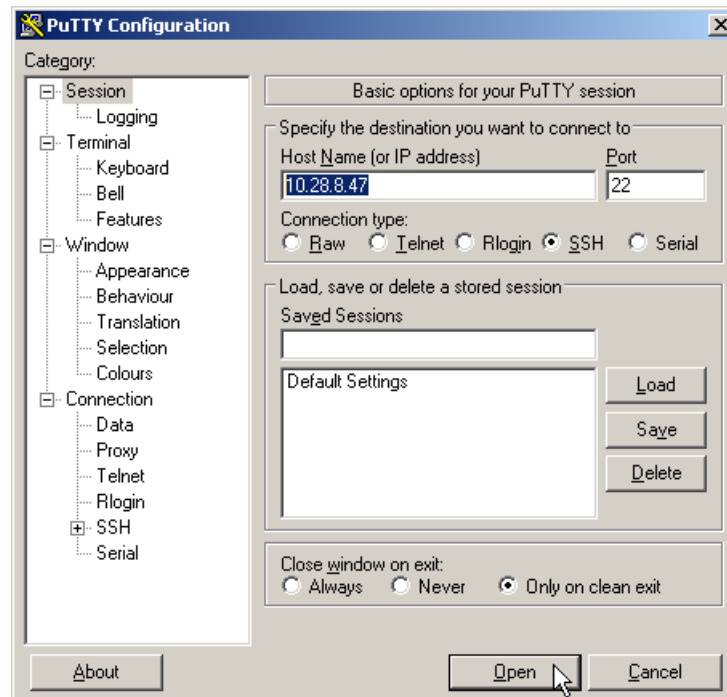 PuTTY Configuration
Category:
Session
Logging
Terminal
Keyboard
Bell
Features
Window
Appearance
Behaviour
Translation
Selection
Colours
Connection
Data
Proxy
Telnet
Rlogin
SSH
Serial
Basic options for your PuTTY session
Specify the destination you want to connect to
Host Name (or IP address) Port
10.28.8.47 22
Connection type:
Raw Telnet Rlogin SSH Serial
Load, save or delete a stored session
Saved Sessions
Default Settings
Load
Save
Delete
Close window on exit:
Always Never Only on clean exit
About Open Cancel